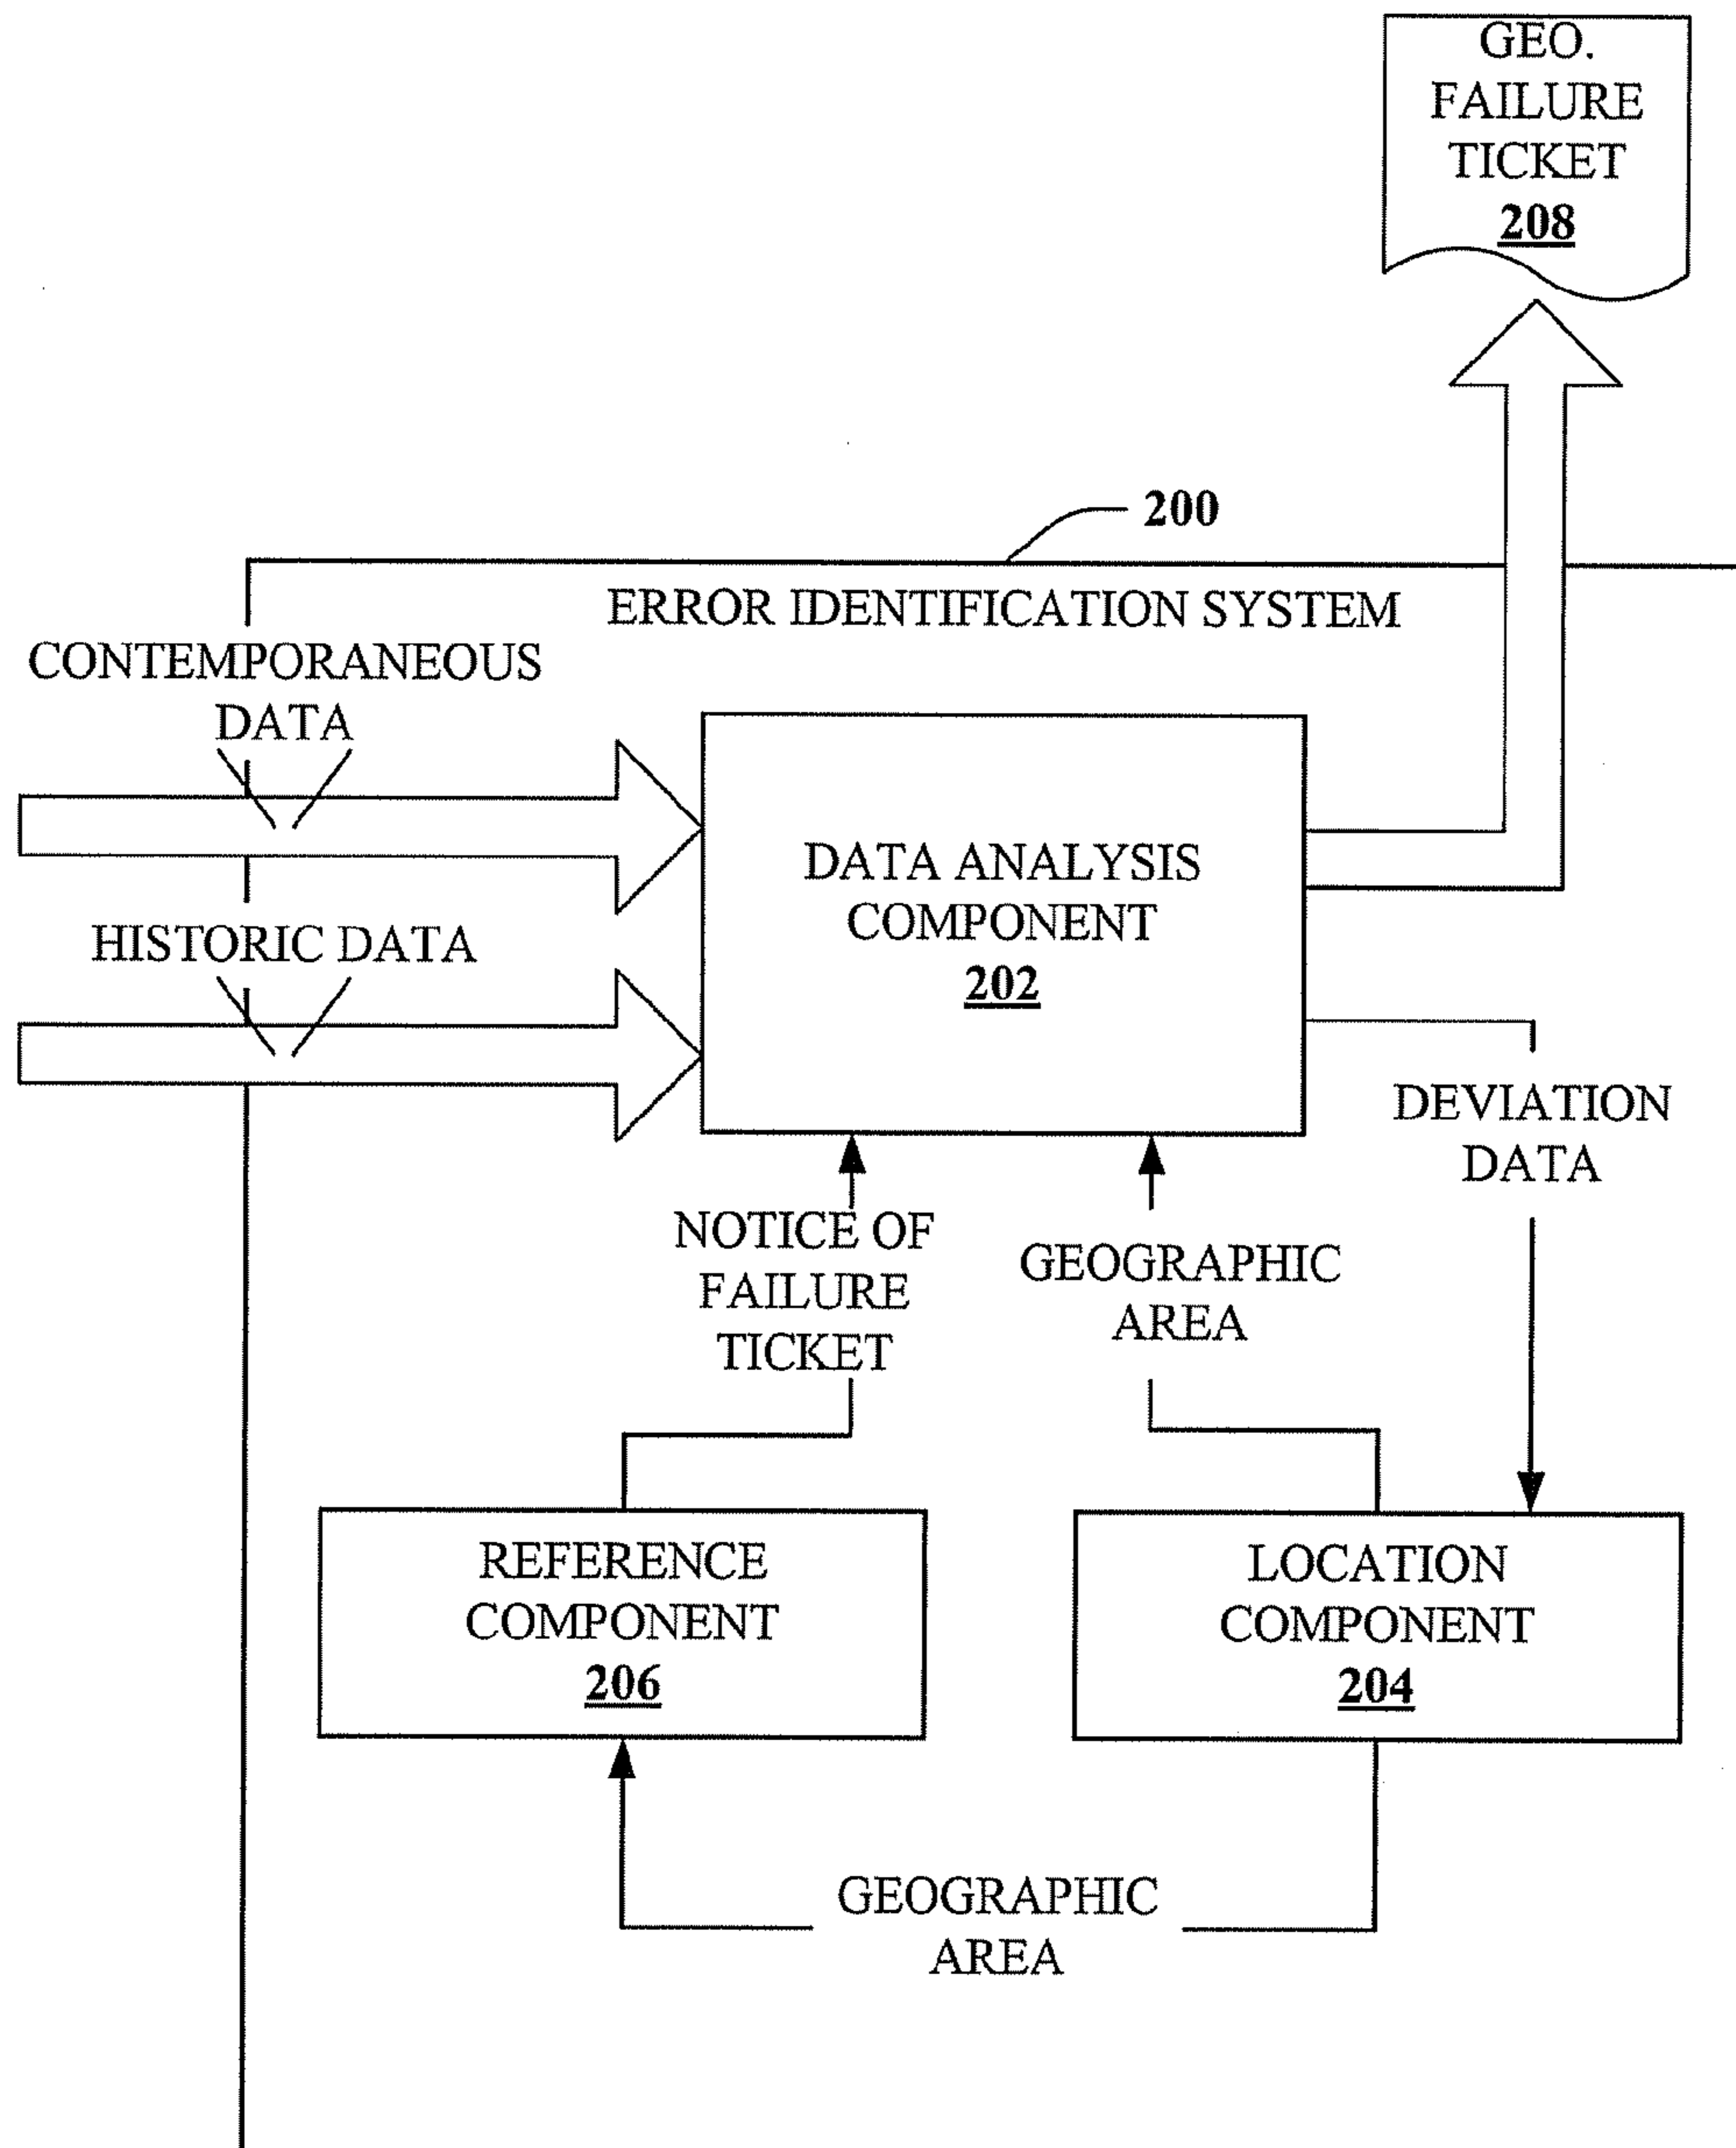 GEO.
FAILURE
TICKET
208
200
ERROR IDENTIFICATION SYSTEM
CONTEMPORANEOUS
DATA
DATA ANALYSIS
COMPONENT
202
HISTORIC DATA
DEVIATION
DATA
NOTICE OF
FAILURE
TICKET
GEOGRAPHIC
AREA
REFERENCE
COMPONENT
206
LOCATION
COMPONENT
204
GEOGRAPHIC
AREA